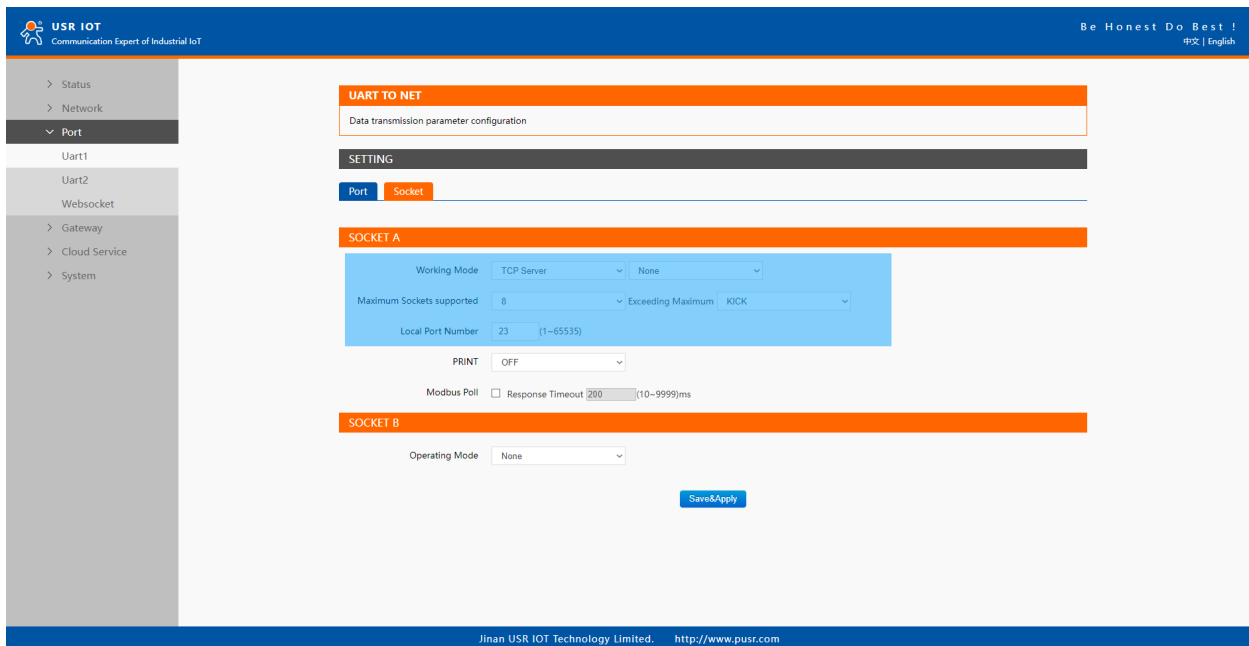 USR IOT
Communication Expert of Industrial IoT
Be Honest Do Best !
中文 | English
Status
Network
Port
Uart1
Uart2
Websocket
Gateway
Cloud Service
System
UART TO NET
Data transmission parameter configuration
SETTING
Port Socket
SOCKET A
Working Mode TCP Server None
Maximum Sockets supported 8 Exceeding Maximum KICK
Local Port Number 23 (1~65535)
PRINT OFF
Modbus Poll Response Timeout 200 (10~9999)ms
SOCKET B
Operating Mode None
Save&Apply
Jinan USR IOT Technology Limited. http://www.pusr.com